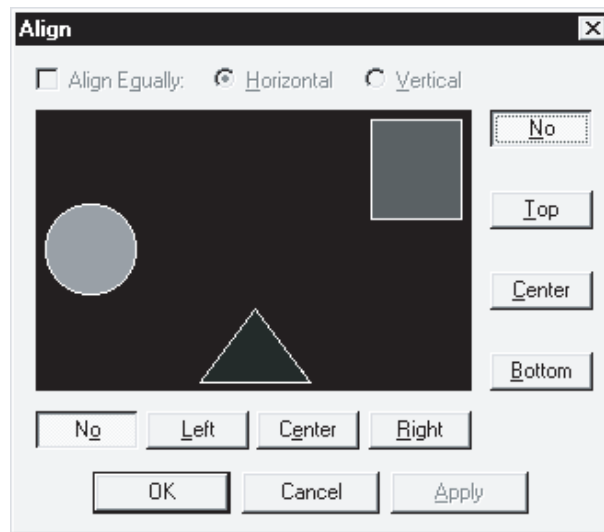 Align
Align Equally: Horizontal Vertical
No
Top
Center
Bottom
No Left Center Right
OK Cancel Apply